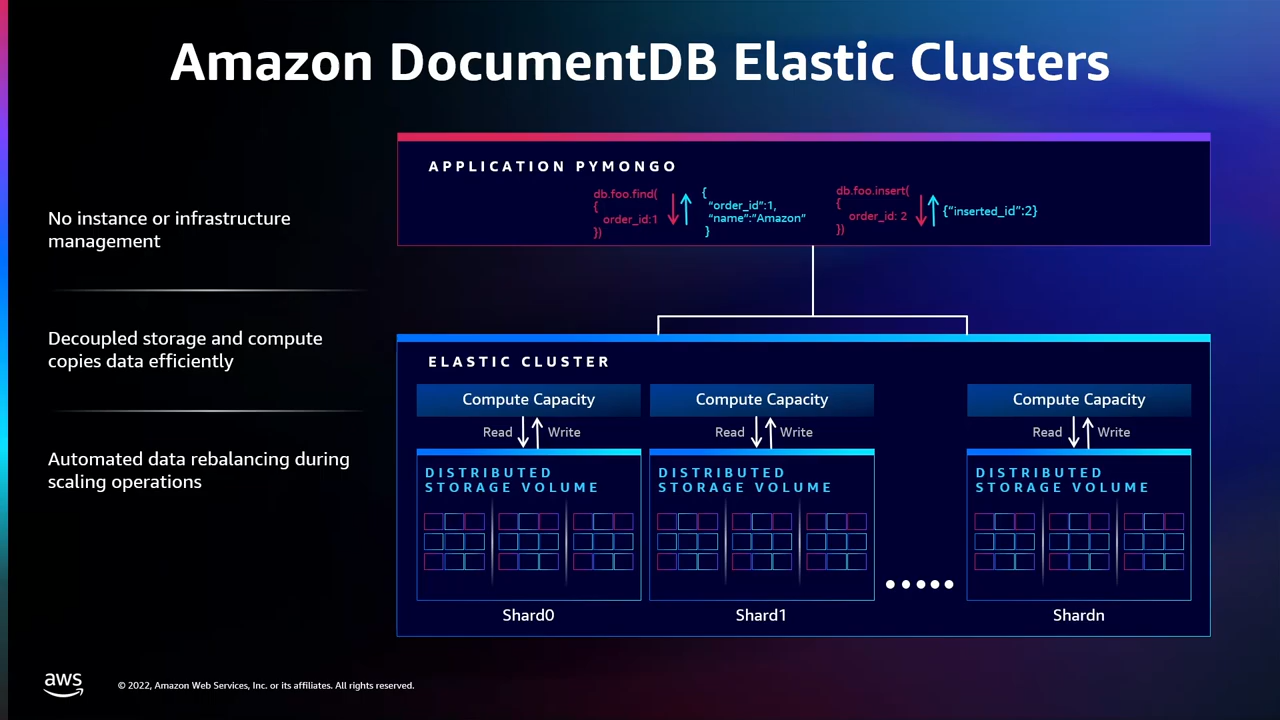 Amazon DocumentDB Elastic Clusters
No instance or infrastructure
management
Decoupled storage and compute
copies data efficiently
Automated data rebalancing during
scaling operations
APPLICATION PYMONGO
db.foo.find(
{
order_id:1
})
{
“order_id”:1,
“name”:”Amazon”
}
db.foo.insert(
{
order_id: 2
})
{“inserted_id”:2}
ELASTIC CLUSTER
Compute Capacity
Read Write
DISTRIBUTED
STORAGE VOLUME
Shard0
Compute Capacity
Read Write
DISTRIBUTED
STORAGE VOLUME
Shard1
Compute Capacity
Read Write
DISTRIBUTED
STORAGE VOLUME
Shardn
aws
© 2022, Amazon Web Services, Inc. or its affiliates. All rights reserved.